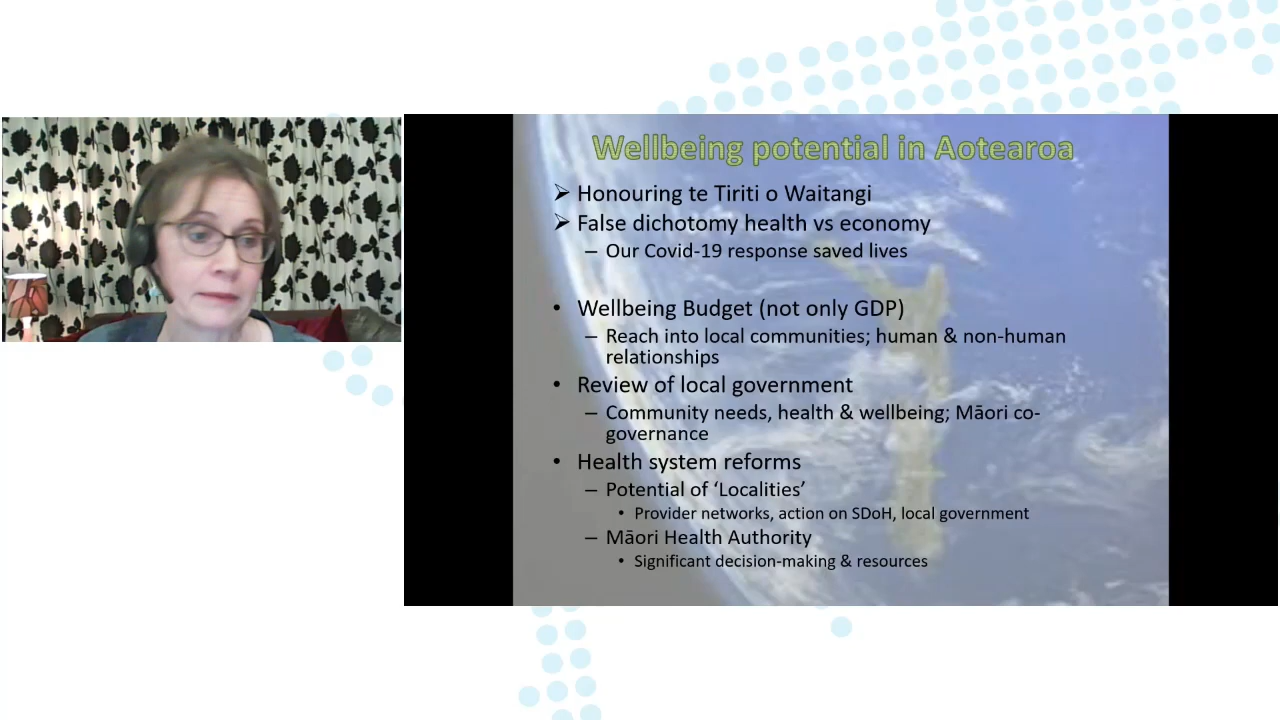 Wellbeing potential in Aotearoa
➢ Honouring te Tiriti o Waitangi
➢ False dichotomy health vs economy
– Our Covid-19 response saved lives
• Wellbeing Budget (not only GDP)
– Reach into local communities; human & non-human
relationships
• Review of local government
– Community needs, health & wellbeing; Māori co-
governance
• Health system reforms
– Potential of ‘Localities’
• Provider networks, action on SDoH, local government
– Māori Health Authority
• Significant decision-making & resources